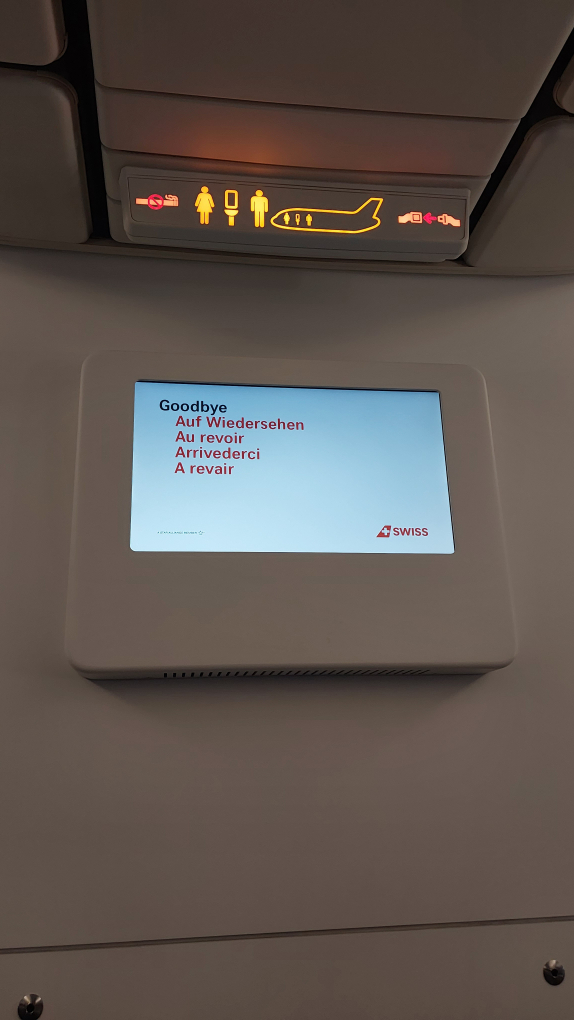 Goodbye
Auf Wiedersehen
Au revoir
Arrivederci
A revair
SWISS